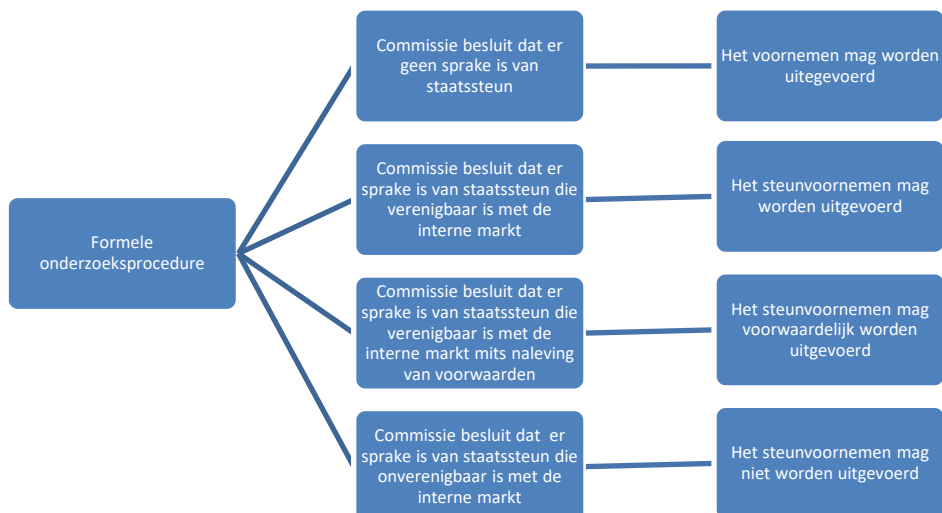 Formele
onderzoeksprocedure
Commissie besluit dat er
geen sprake is van
staatssteun
Het voornemen mag worden
uitegevoerd
Commissie besluit dat er
sprake is van staatssteun die
verenigbaar is met de
interne markt
Het steunvoornemen mag
worden uitgevoerd
Commissie besluit dat er
sprake is van staatssteun die
verenigbaar is met de
interne markt mits naleving
van voorwaarden
Het steunvoornemen mag
voorwaardelijk worden
uitgevoerd
Commissie besluit dat er
sprake is van staatssteun die
onverenigbaar is met de
interne markt
Het steunvoornemen mag
niet worden uitgevoerd